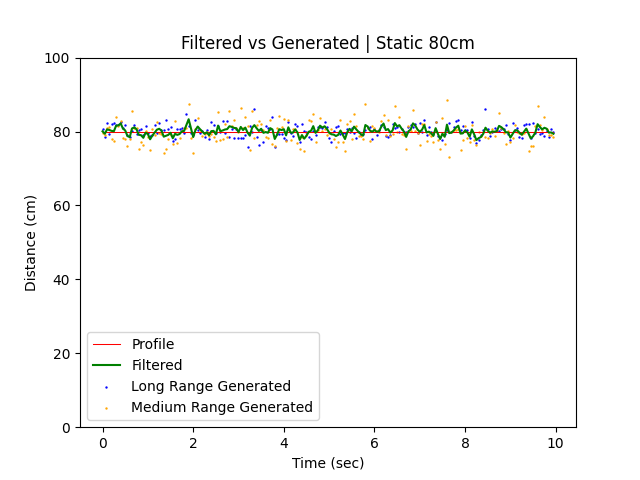 Filtered vs Generated | Static 80cm
100
80
60
40
20
0
Distance (cm)
Profile
Filtered
Long Range Generated
Medium Range Generated
0 2 4 6 8 10
Time (sec)